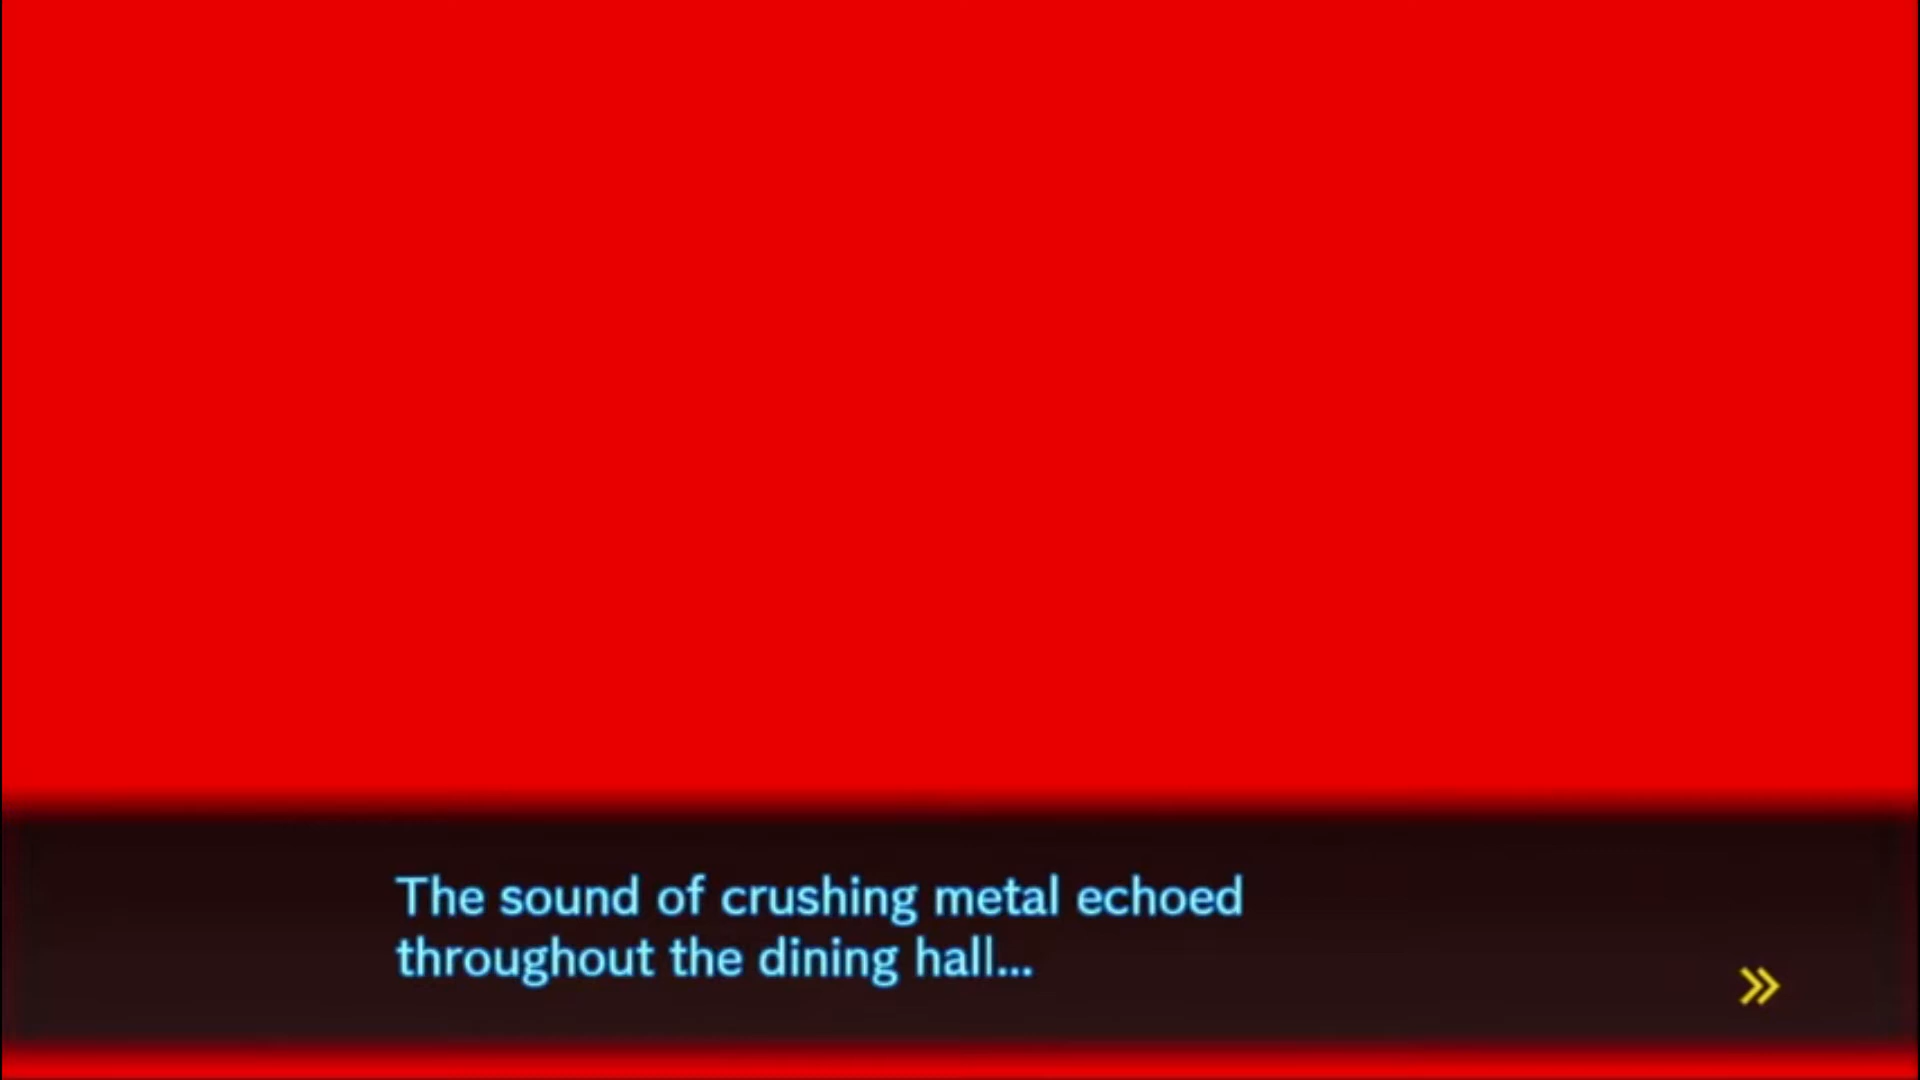 The sound of crushing metal echoed
throughout the dining hall...